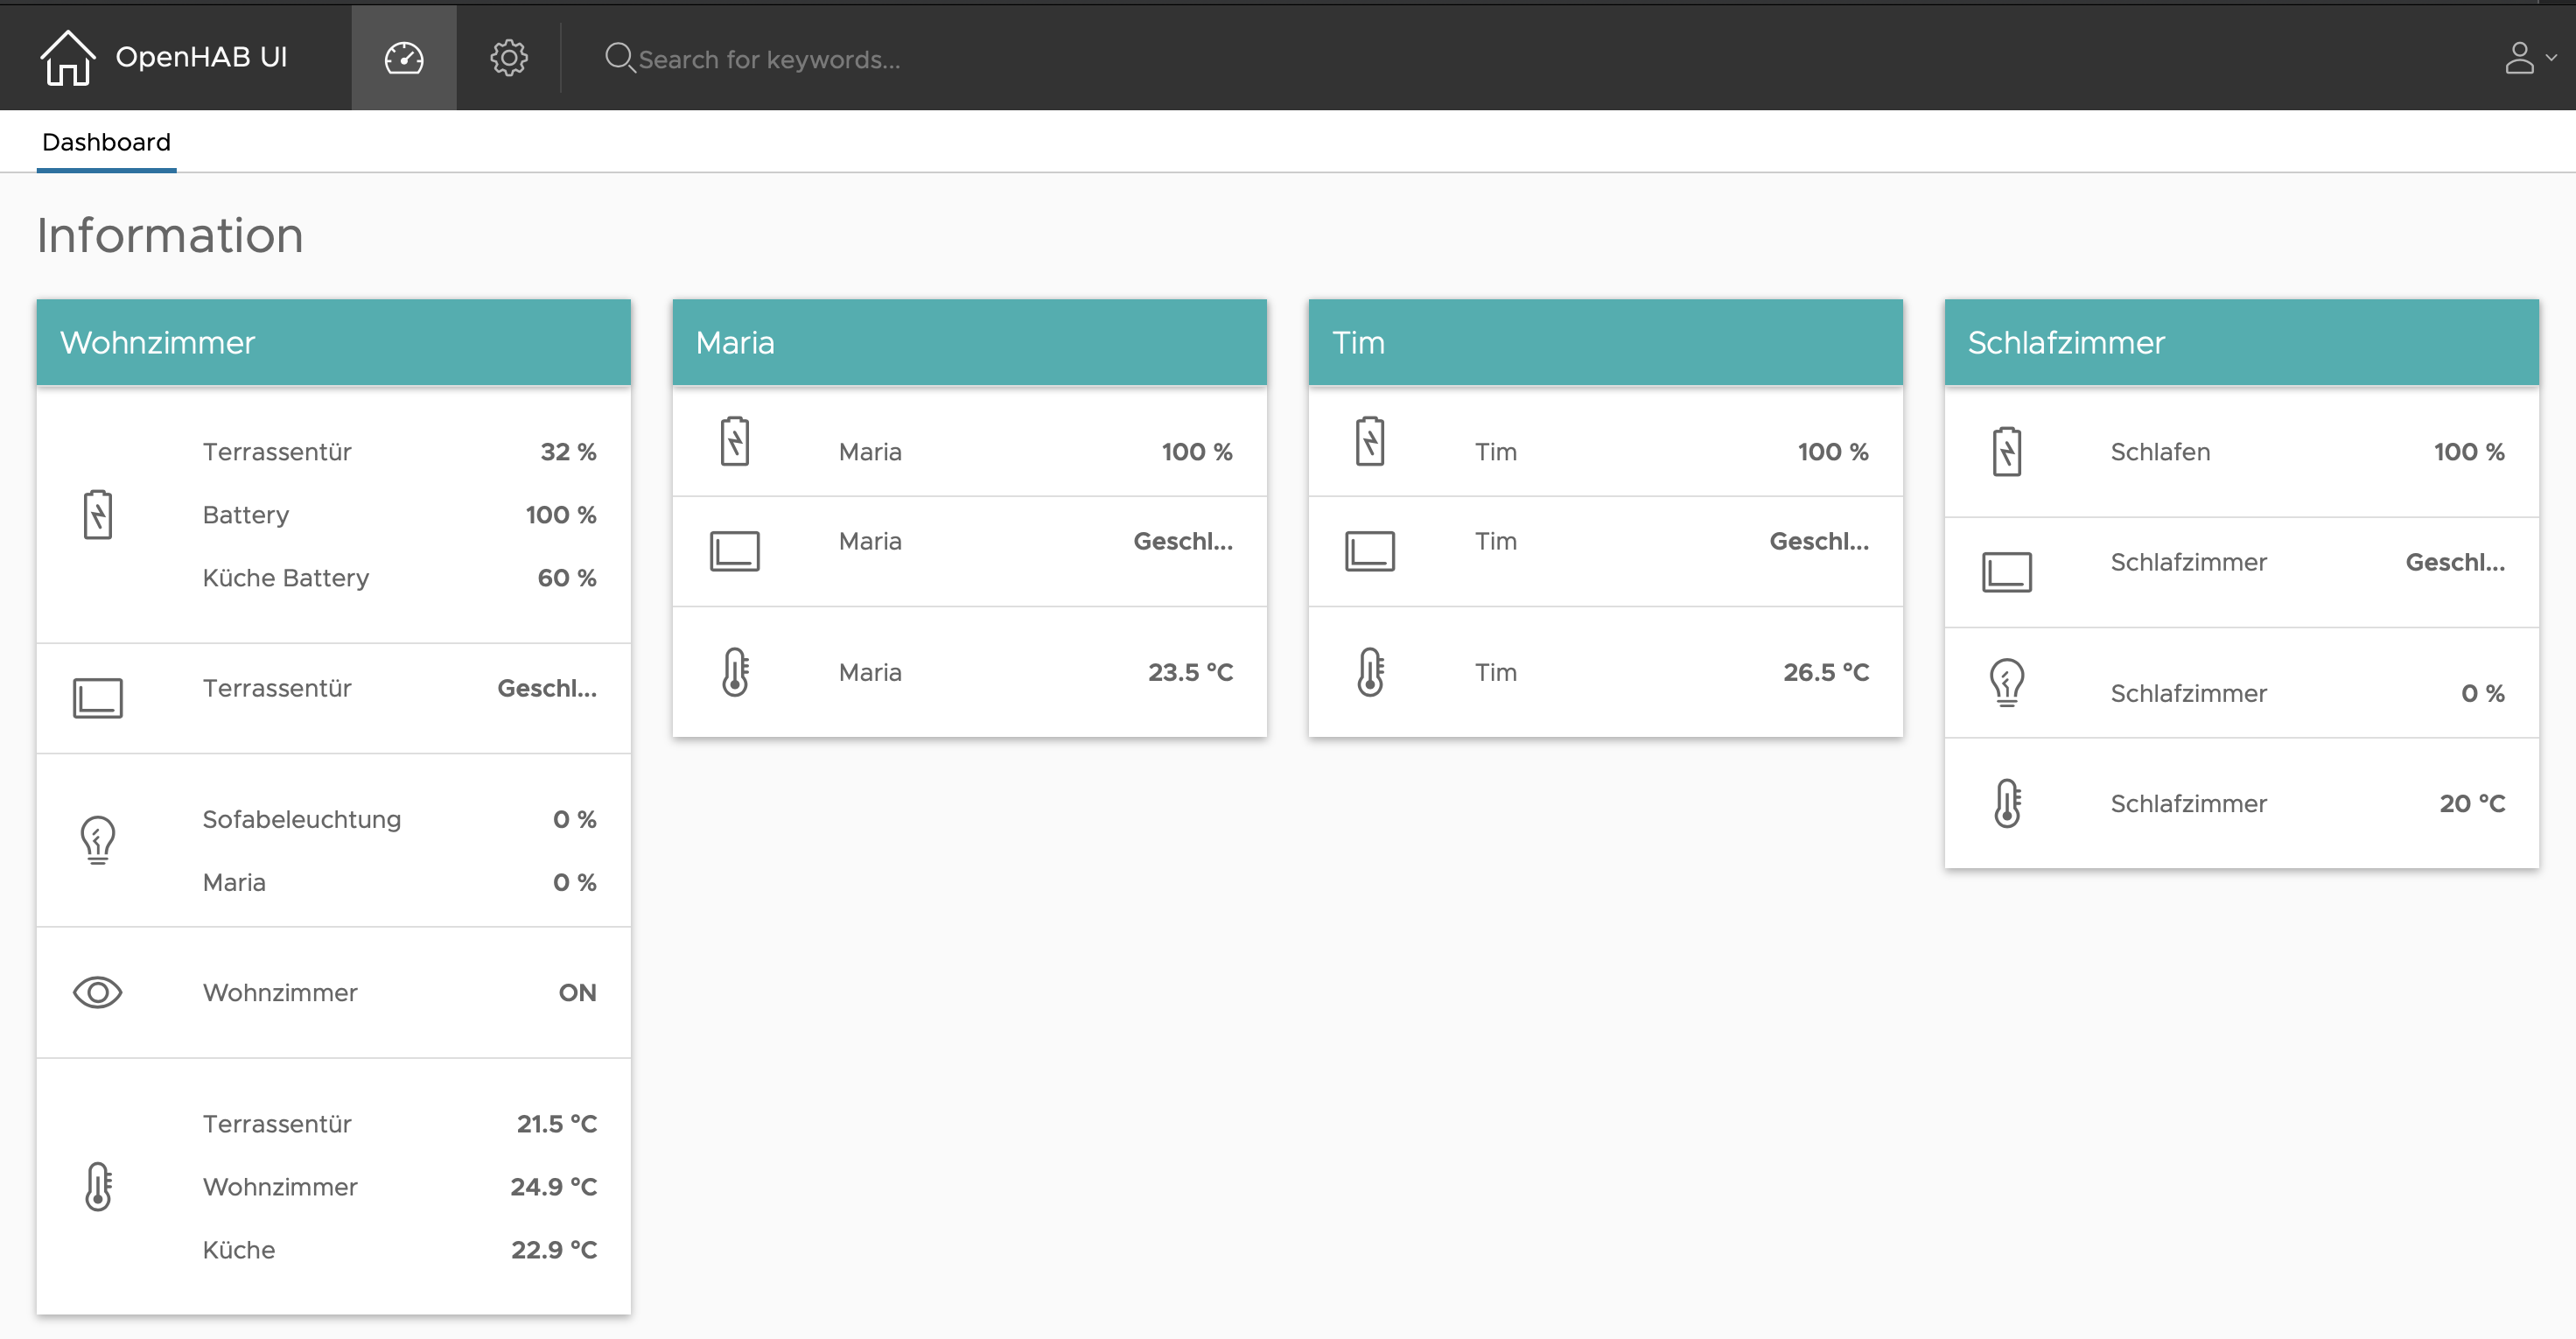 OpenHAB UI
Search for keywords...
Dashboard
Information
Wohnzimmer
Terrassentür 32 %
Battery 100 %
Küche Battery 60 %
Terrassentür Geschl...
Sofabeleuchtung 0 %
Maria 0 %
Wohnzimmer ON
Terrassentür 21.5 °C
Wohnzimmer 24.9 °C
Küche 22.9 °C
Maria
Maria 100 %
Maria Geschl...
Maria 23.5 °C
Tim
Tim 100 %
Tim Geschl...
Tim 26.5 °C
Schlafzimmer
Schlafen 100 %
Schlafzimmer Geschl...
Schlafzimmer 0 %
Schlafzimmer 20 °C